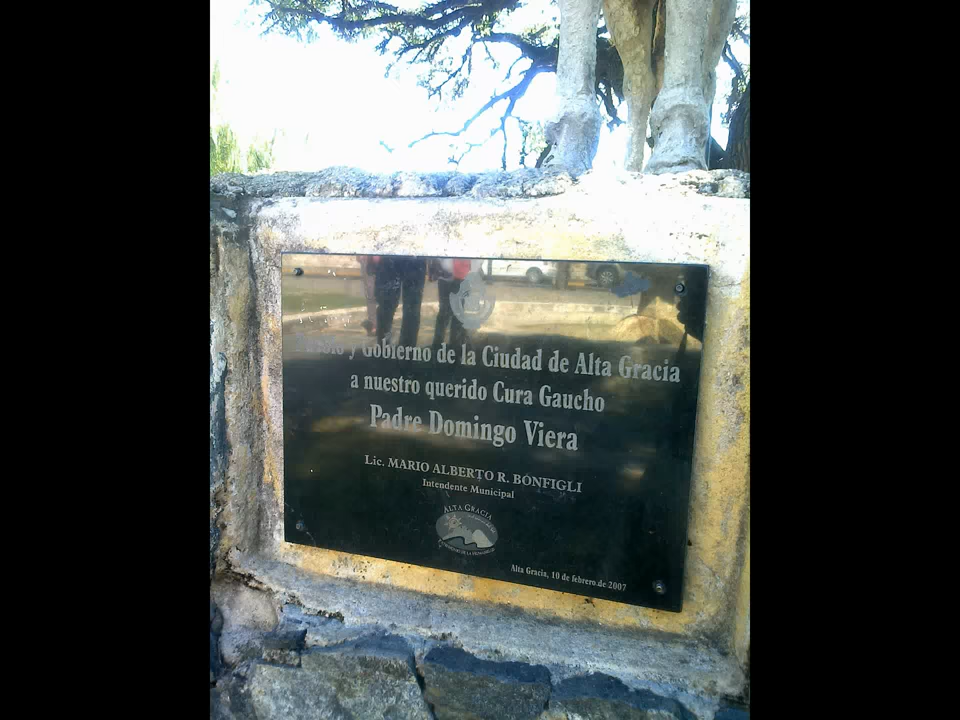 y Gobierno de la Ciudad de Alta Gracia
a nuestro querido Cura Gaucho
Padre Domingo Viera
Lic. MARIO ALBERTO R. BONFIGLI
Intendente Municipal
ALTA GRACIA
Alta Gracia, 10 de febrero de 2007